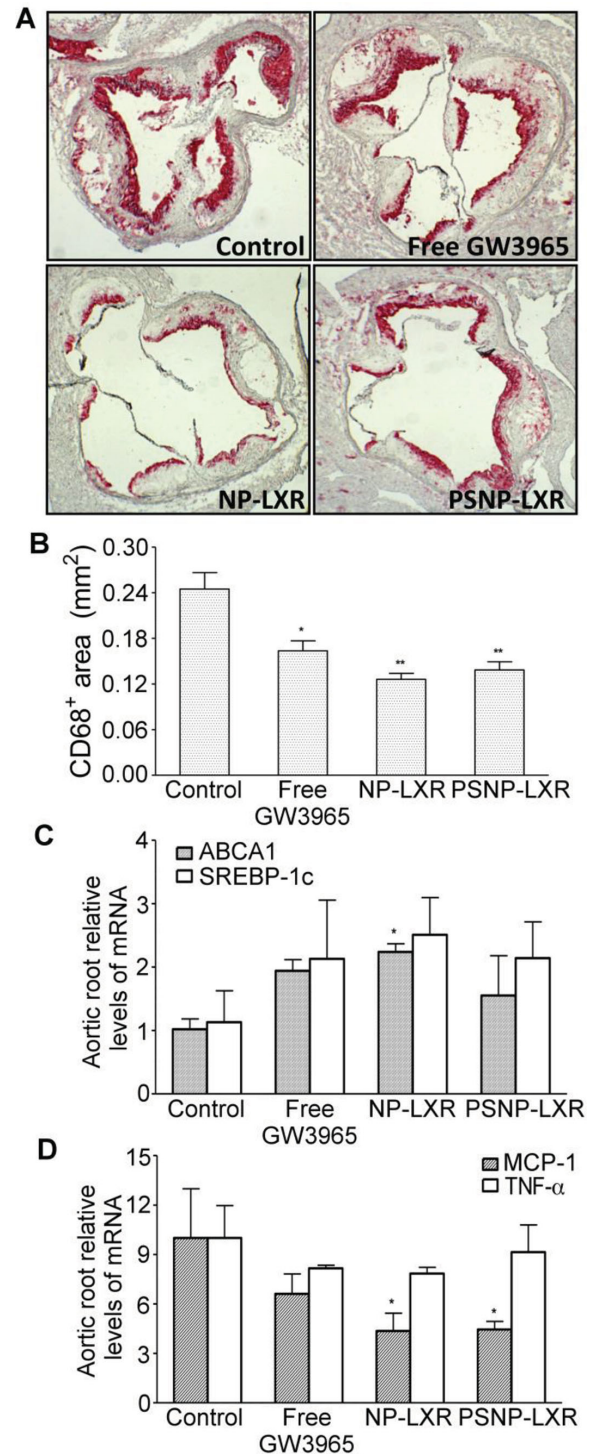 A
Control
Free GW3965
NP-LXR
PSNP-LXR
B
CD68⁺ area (mm²)
0.30
0.24
0.18
0.12
0.06
0.00
*
**
**
Control
Free
GW3965
NP-LXR
PSNP-LXR
C
Aortic root relative
levels of mRNA
4
3
2
1
0
ABCA1
SREBP-1c
*
Control
Free
GW3965
NP-LXR
PSNP-LXR
D
Aortic root relative
levels of mRNA
15
12
9
6
3
0
MCP-1
TNF-α
*
*
Control
Free
GW3965
NP-LXR
PSNP-LXR